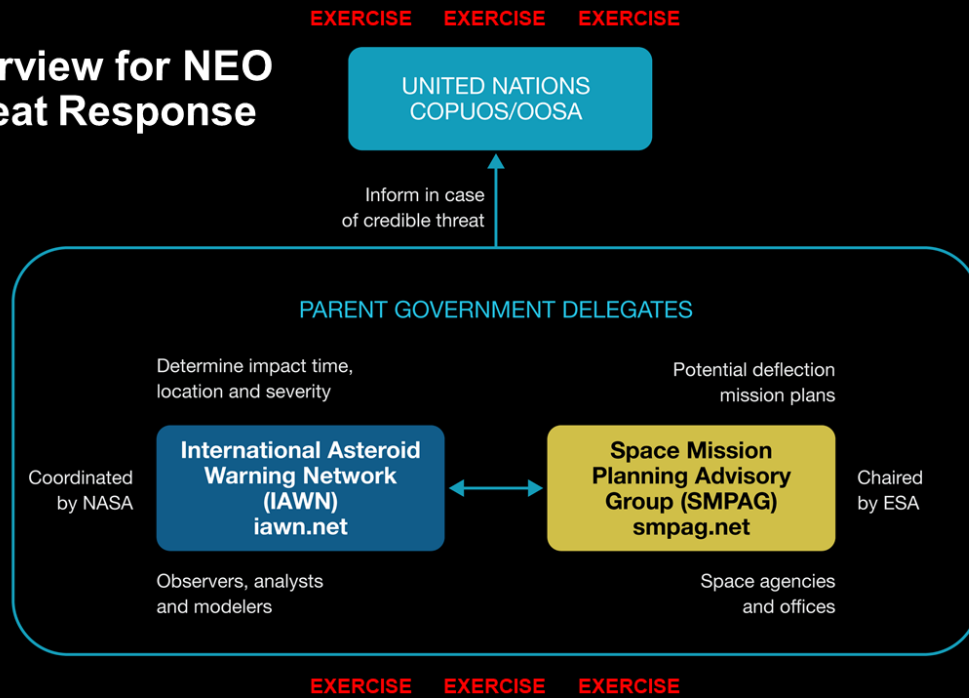 EXERCISE EXERCISE EXERCISE
rview for NEO
eat Response
UNITED NATIONS
COPUOS/OOSA
Inform in case
of credible threat
PARENT GOVERNMENT DELEGATES
Determine impact time,
location and severity
Potential deflection
mission plans
Coordinated
by NASA
International Asteroid
Warning Network
(IAWN)
iawn.net
Space Mission
Planning Advisory
Group (SMPAG)
smpag.net
Chaired
by ESA
Observers, analysts
and modelers
Space agencies
and offices
EXERCISE EXERCISE EXERCISE